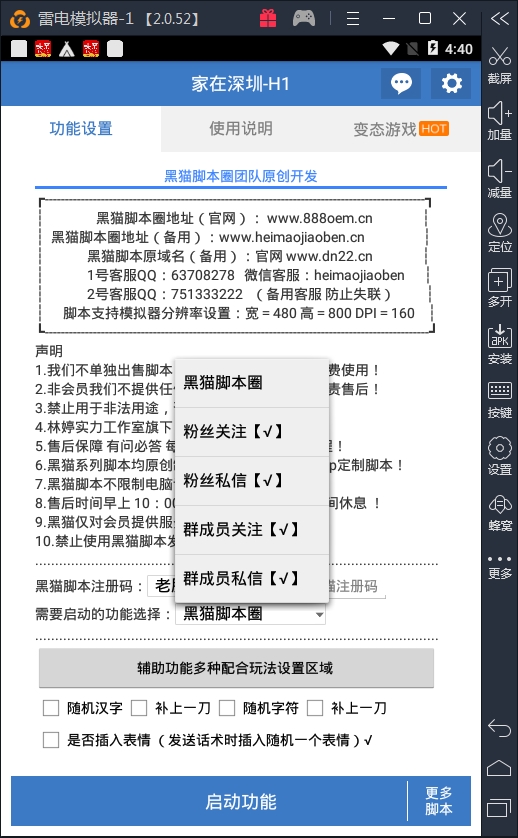 雷电模拟器-1 【2.0.52】
4:40
家在深圳-H1
功能设置 使用说明 变态游戏 HOT
黑猫脚本圈团队原创开发
黑猫脚本圈地址（官网）：www.888oem.cn
黑猫脚本圈地址（备用）：www.heimaojiaoben.cn
黑猫脚本原域名（备用）：官网 www.dn22.cn
1号客服QQ：63708278 微信客服：heimaojiaoben
2号客服QQ：751333222 （备用客服 防止失联）
脚本支持模拟器分辨率设置：宽 = 480 高 = 800 DPI = 160
声明
1.我们不单独出售脚本 费使用！
2.非会员我们不提供任 责售后！
3.禁止用于非法用途，
4.林婷实力工作室旗下
5.售后保障 有问必答 每 ！
6.黑猫系列脚本均原创 p定制脚本！
7.黑猫脚本不限制电脑
8.售后时间早上 10：00 间休息 ！
9.黑猫仅对会员提供服
10.禁止使用黑猫脚本
黑猫脚本圈
粉丝关注【√】
粉丝私信【√】
群成员关注【√】
群成员私信【√】
黑猫脚本注册码： 老 猫注册码
需要启动的功能选择： 黑猫脚本圈
辅助功能多种配合玩法设置区域
随机汉字 补上一刀 随机字符 补上一刀
是否插入表情（发送话术时插入随机一个表情）√
启动功能
更多
脚本
截屏
加量
减量
定位
多开
APK
安装
按键
设置
蜂窝
更多